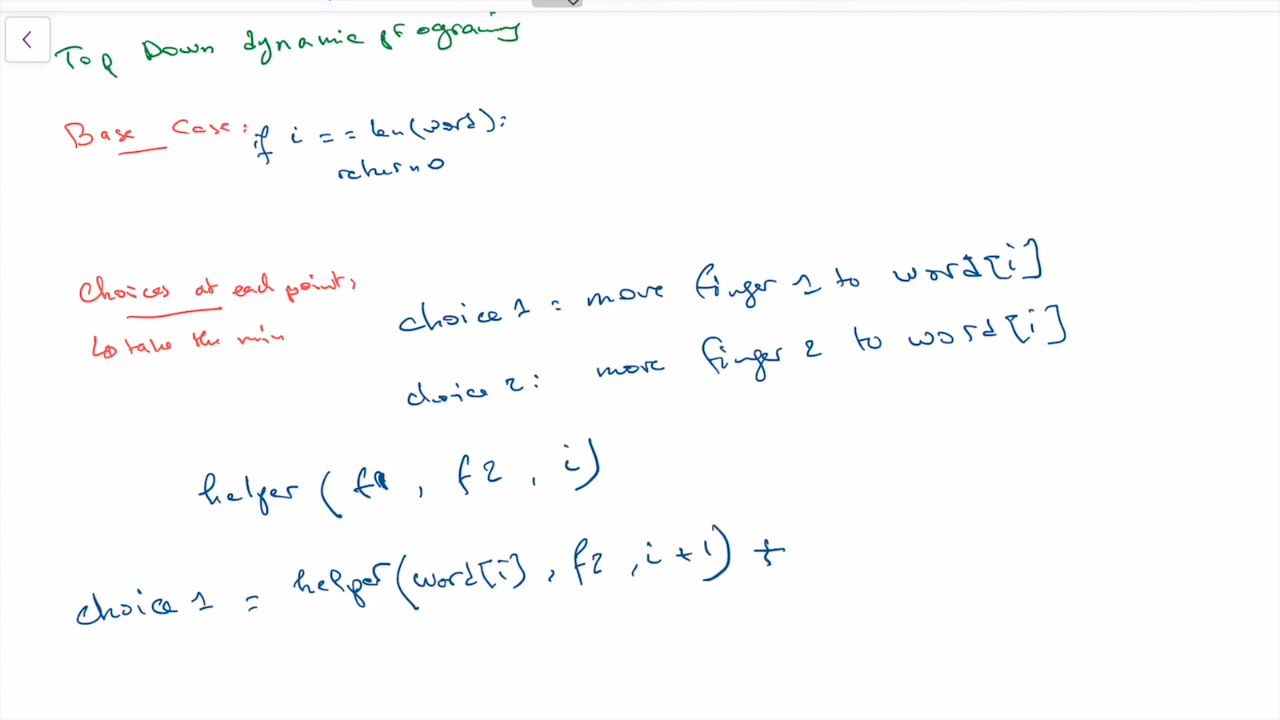 Top Down dynamic programing
Base Case: if i == len(word):
return 0
Choices at each point,
↳ take the min
choice 1 : move finger 1 to word[i]
choice 2 : move finger 2 to word[i]
helper (f1, f2, i)
choice 1 = helper(word[i], f2, i+1) +